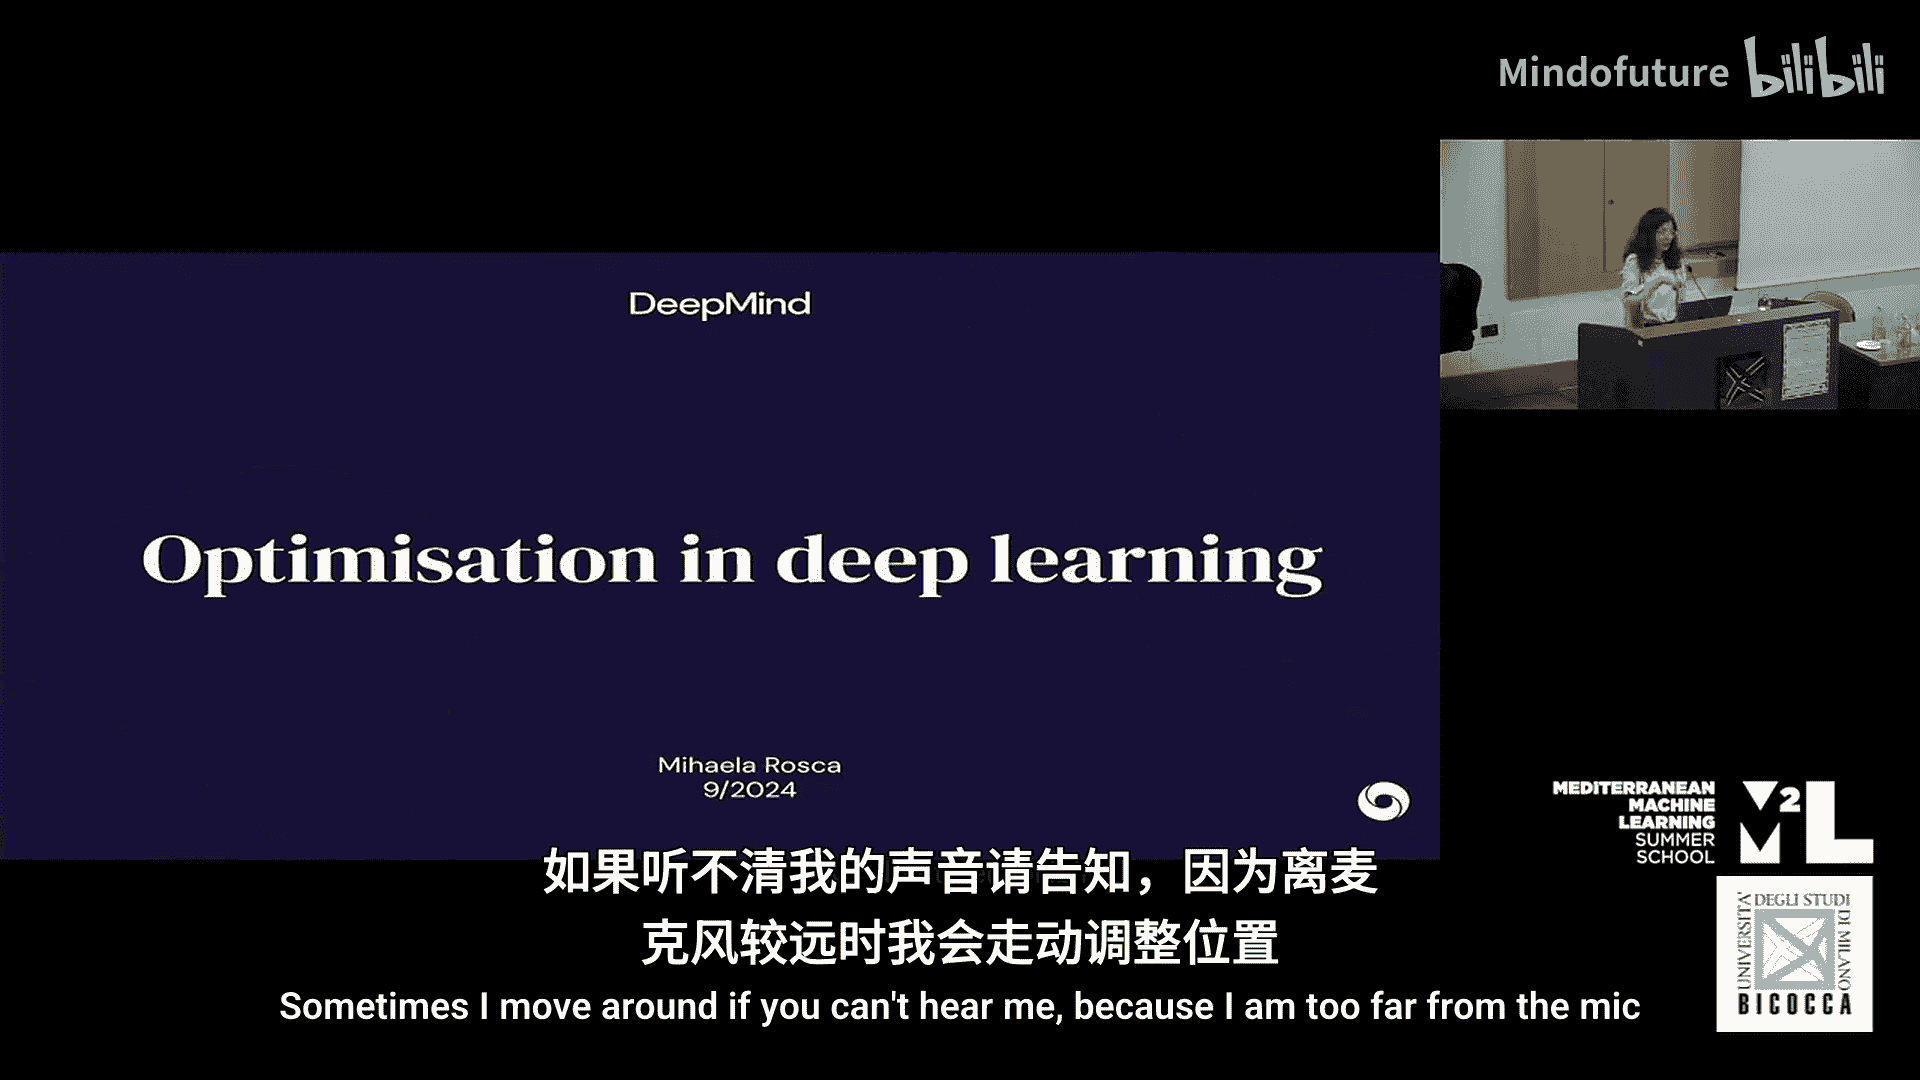 Mindofuture bilibili
DeepMind
Optimisation in deep learning
Mihaela Rosca
9/2024
MEDITERRANEAN
MACHINE
LEARNING
SUMMER
SCHOOL
M2L
UNIVERSITA'
DEGLI STUDI
DI MILANO
BICOCCA
如果听不清我的声音请告知，因为离麦
克风较远时我会走动调整位置
Sometimes I move around if you can't hear me, because I am too far from the mic